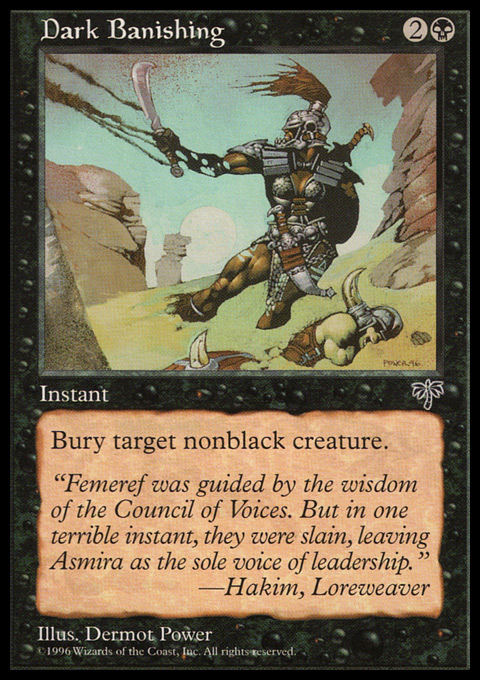 Dark Banishing 2
POWER 96
Instant
Bury target nonblack creature.
“Femeref was guided by the wisdom
of the Council of Voices. But in one
terrible instant, they were slain, leaving
Asmira as the sole voice of leadership.”
—Hakim, Loreweaver
Illus. Dermot Power
©1996 Wizards of the Coast, Inc. All rights reserved.